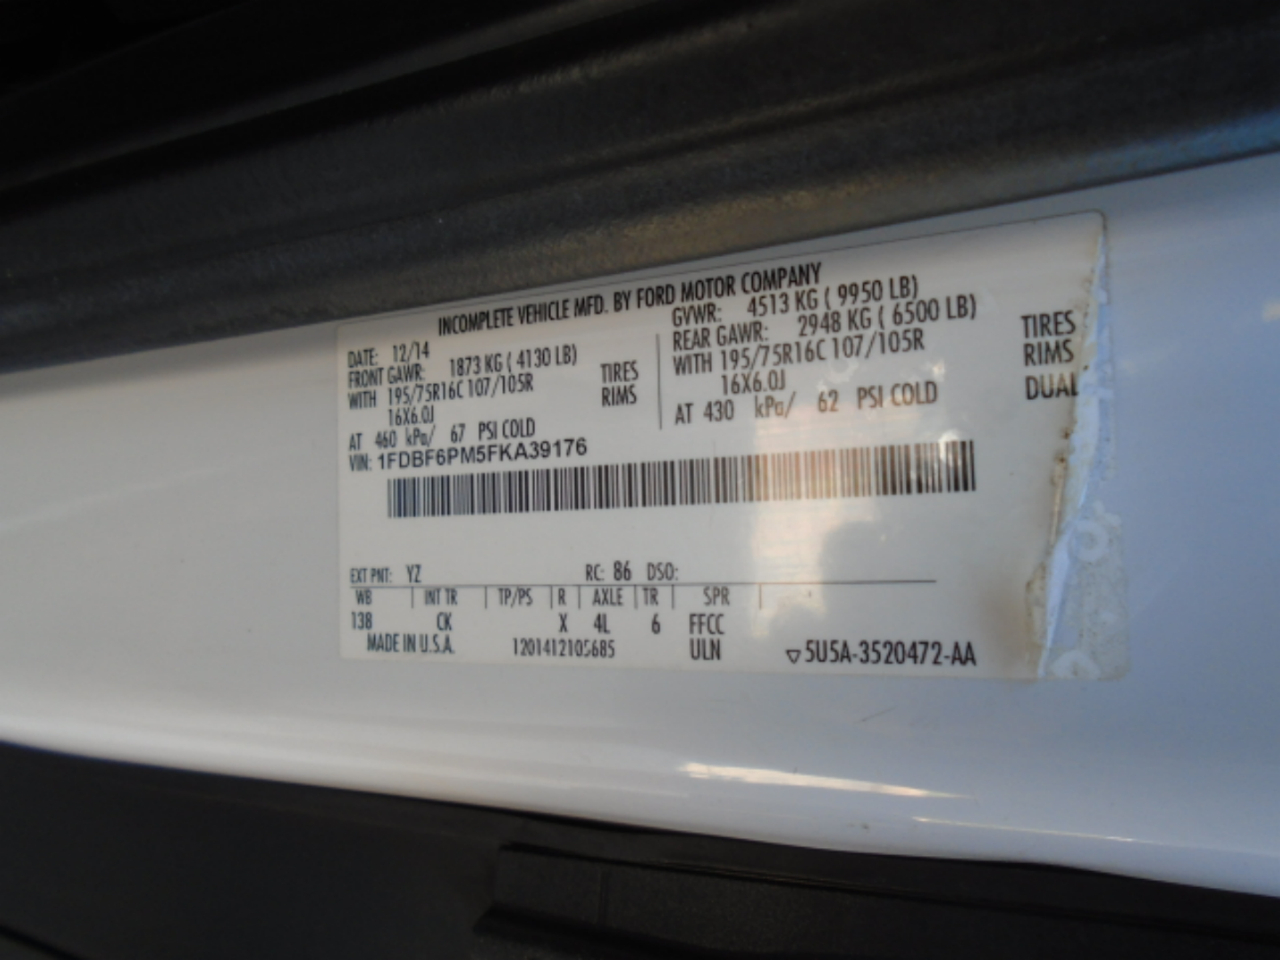 INCOMPLETE VEHICLE MFD. BY FORD MOTOR COMPANY
DATE: 12/14 GVWR: 4513 KG ( 9950 LB)
FRONT GAWR: 1873 KG ( 4130 LB) REAR GAWR: 2948 KG ( 6500 LB)
WITH 195/75R16C 107/105R TIRES WITH 195/75R16C 107/105R TIRES
16X6.0J RIMS 16X6.0J RIMS
AT 460 kPa/ 67 PSI COLD AT 430 kPa/ 62 PSI COLD DUAL
VIN: 1FDBF6PM5FKA39176
EXT PNT: YZ RC: 86 DSO:
WB INT TR TP/PS R AXLE TR SPR
138 CK X 4L 6 FFCC
MADE IN U.S.A. 1201412105685 ULN ▽5U5A-3520472-AA